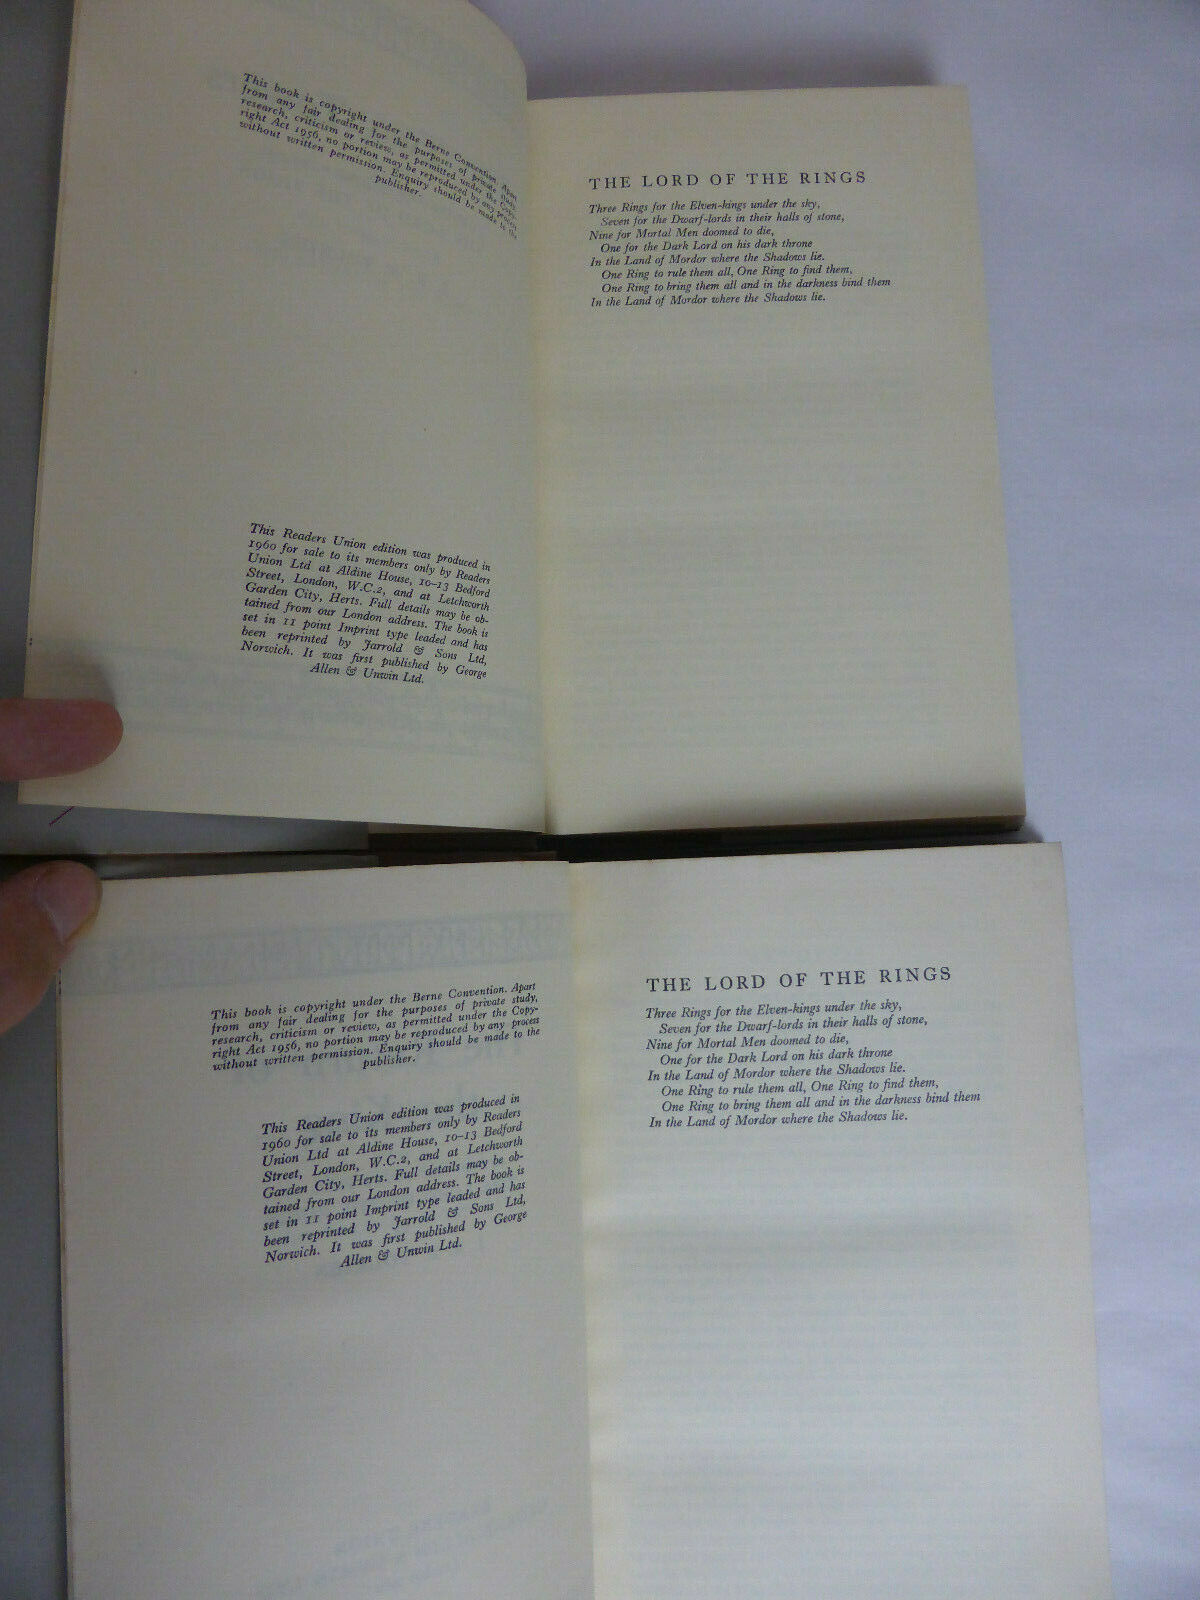 This book is copyright under the Berne Convention. Apart
from any fair dealing for the purposes of private study,
research, criticism or review, as permitted under the Copy-
right Act 1956, no portion may be reproduced by any process
without written permission. Enquiry should be made to the
publisher.
This Readers Union edition was produced in
1960 for sale to its members only by Readers
Union Ltd at Aldine House, 10–13 Bedford
Street, London, W.C.2, and at Letchworth
Garden City, Herts. Full details may be ob-
tained from our London address. The book is
set in 11 point Imprint type leaded and has
been reprinted by Jarrold & Sons Ltd,
Norwich. It was first published by George
Allen & Unwin Ltd.
THE LORD OF THE RINGS
Three Rings for the Elven-kings under the sky,
Seven for the Dwarf-lords in their halls of stone,
Nine for Mortal Men doomed to die,
One for the Dark Lord on his dark throne
In the Land of Mordor where the Shadows lie.
One Ring to rule them all, One Ring to find them,
One Ring to bring them all and in the darkness bind them
In the Land of Mordor where the Shadows lie.
This book is copyright under the Berne Convention. Apart
from any fair dealing for the purposes of private study,
research, criticism or review, as permitted under the Copy-
right Act 1956, no portion may be reproduced by any process
without written permission. Enquiry should be made to the
publisher.
This Readers Union edition was produced in
1960 for sale to its members only by Readers
Union Ltd at Aldine House, 10–13 Bedford
Street, London, W.C.2, and at Letchworth
Garden City, Herts. Full details may be ob-
tained from our London address. The book is
set in 11 point Imprint type leaded and has
been reprinted by Jarrold & Sons Ltd,
Norwich. It was first published by George
Allen & Unwin Ltd.
THE LORD OF THE RINGS
Three Rings for the Elven-kings under the sky,
Seven for the Dwarf-lords in their halls of stone,
Nine for Mortal Men doomed to die,
One for the Dark Lord on his dark throne
In the Land of Mordor where the Shadows lie.
One Ring to rule them all, One Ring to find them,
One Ring to bring them all and in the darkness bind them
In the Land of Mordor where the Shadows lie.